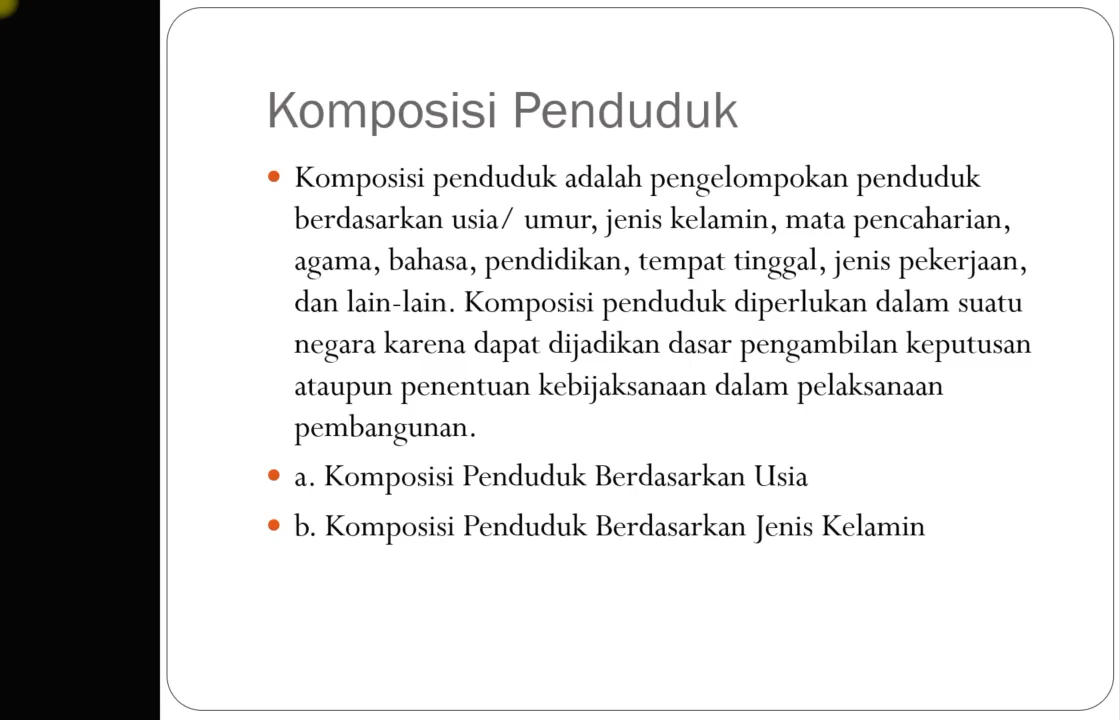 Komposisi Penduduk
Komposisi penduduk adalah pengelompokan penduduk
berdasarkan usia/ umur, jenis kelamin, mata pencaharian,
agama, bahasa, pendidikan, tempat tinggal, jenis pekerjaan,
dan lain-lain. Komposisi penduduk diperlukan dalam suatu
negara karena dapat dijadikan dasar pengambilan keputusan
ataupun penentuan kebijaksanaan dalam pelaksanaan
pembangunan.
a. Komposisi Penduduk Berdasarkan Usia
b. Komposisi Penduduk Berdasarkan Jenis Kelamin